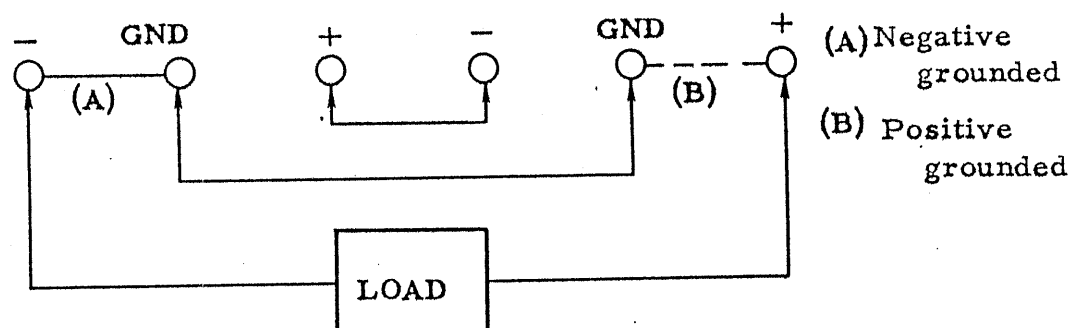 − GND + − GND +
(A) Negative
grounded
(A) (B)
(B) Positive
grounded
LOAD